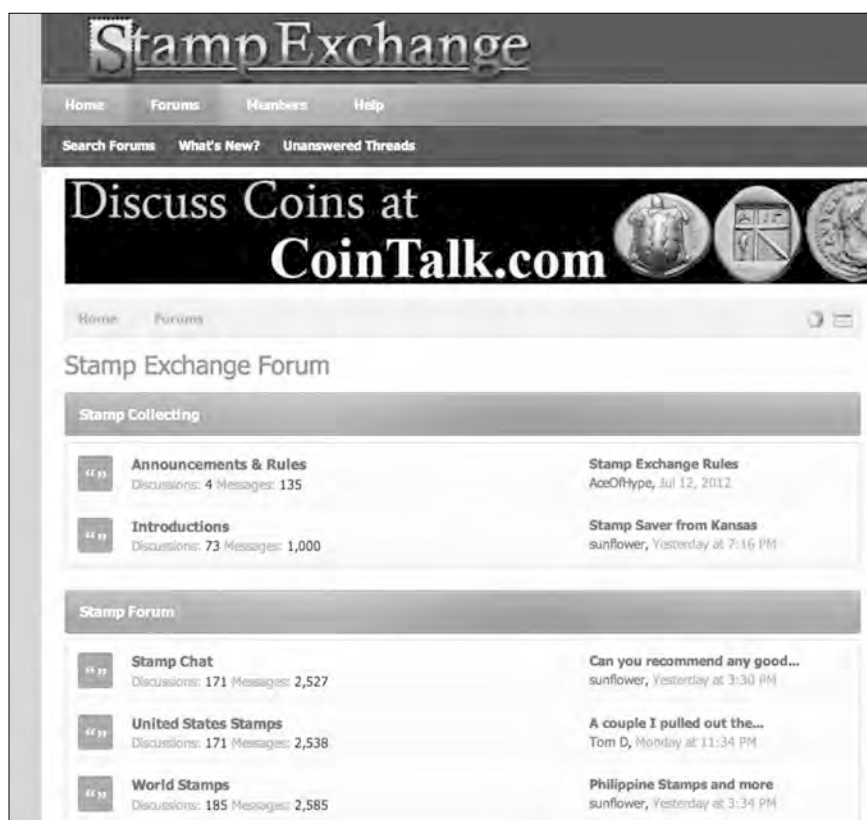 Stamp Exchange
Home Forums Members Help
Search Forums What's New? Unanswered Threads
Discuss Coins at
CoinTalk.com
Home Forums
Stamp Exchange Forum
Stamp Collecting
Announcements & Rules
Discussions: 4 Messages: 135
Stamp Exchange Rules
AceOfHype, Jul 12, 2012
Introductions
Discussions: 73 Messages: 1,000
Stamp Saver from Kansas
sunflower, Yesterday at 7:16 PM
Stamp Forum
Stamp Chat
Discussions: 171 Messages: 2,527
Can you recommend any good...
sunflower, Yesterday at 3:30 PM
United States Stamps
Discussions: 171 Messages: 2,538
A couple I pulled out the...
Tom D, Monday at 11:34 PM
World Stamps
Discussions: 185 Messages: 2,585
Philippine Stamps and more
sunflower, Yesterday at 3:34 PM